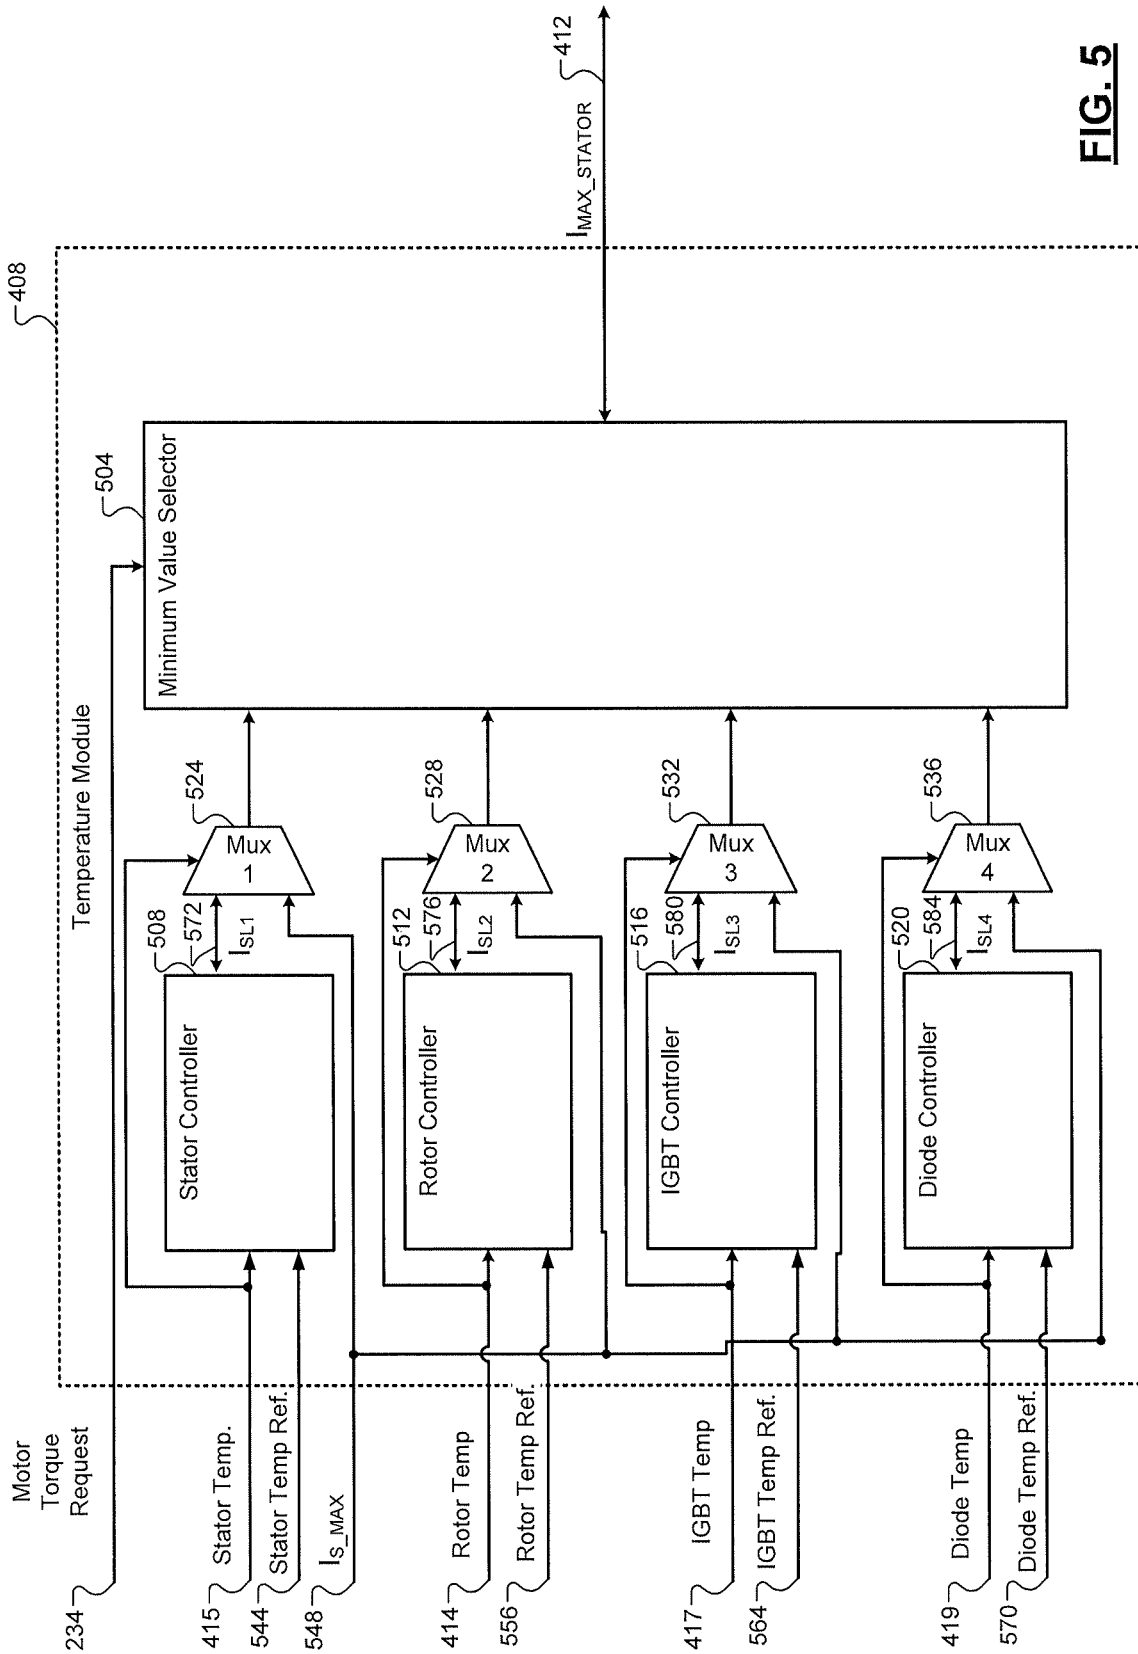 408
Temperature Module
Motor
Torque
Request
234
504
Minimum Value Selector
I_MAX_STATOR
412
415
Stator Temp.
544
Stator Temp Ref.
548
I_S_MAX
Stator Controller
508
572
I_SL1
Mux
1
524
414
Rotor Temp
556
Rotor Temp Ref.
Rotor Controller
512
576
I_SL2
Mux
2
528
417
IGBT Temp
564
IGBT Temp Ref.
IGBT Controller
516
580
I_SL3
Mux
3
532
419
Diode Temp
570
Diode Temp Ref.
Diode Controller
520
584
I_SL4
Mux
4
536
FIG. 5